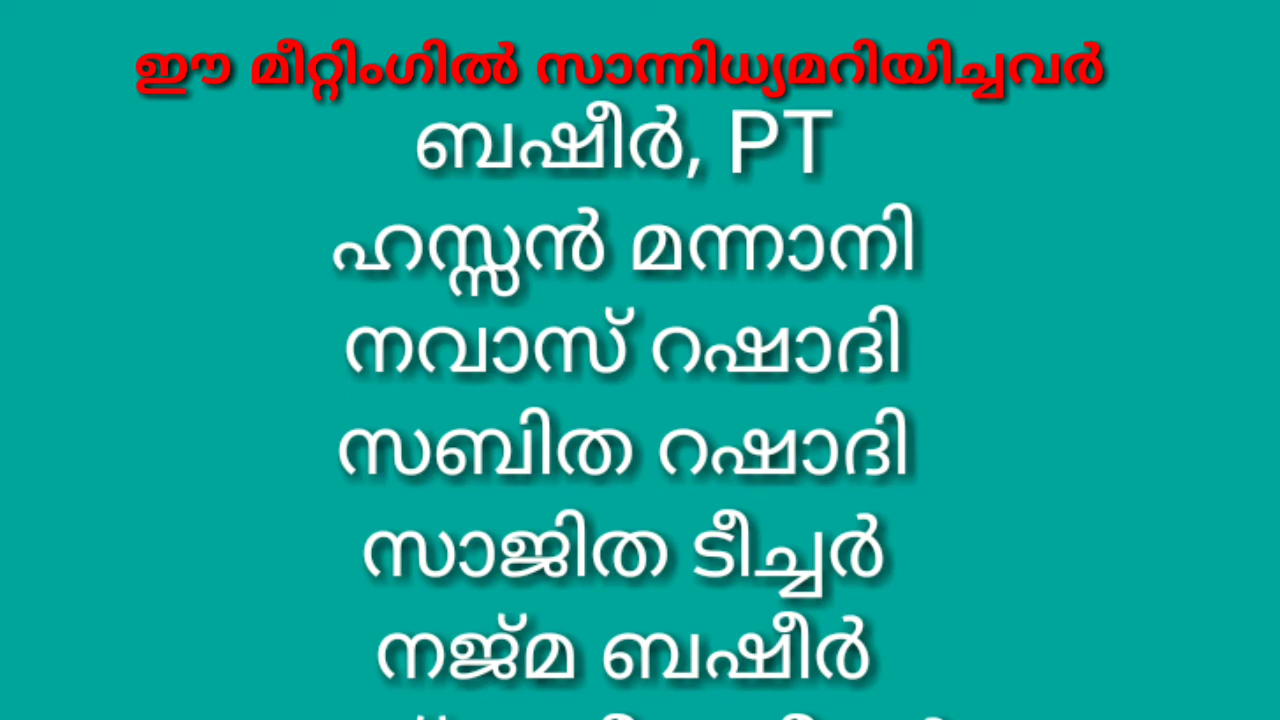 ഈ മീറ്റിംഗിൽ സാന്നിധ്യമറിയിച്ചവർ
ബഷീർ, PT
ഹസ്സൻ മന്നാനി
നവാസ് റഷാദി
സബിത റഷാദി
സാജിത ടീച്ചർ
നജ്മ ബഷീർ